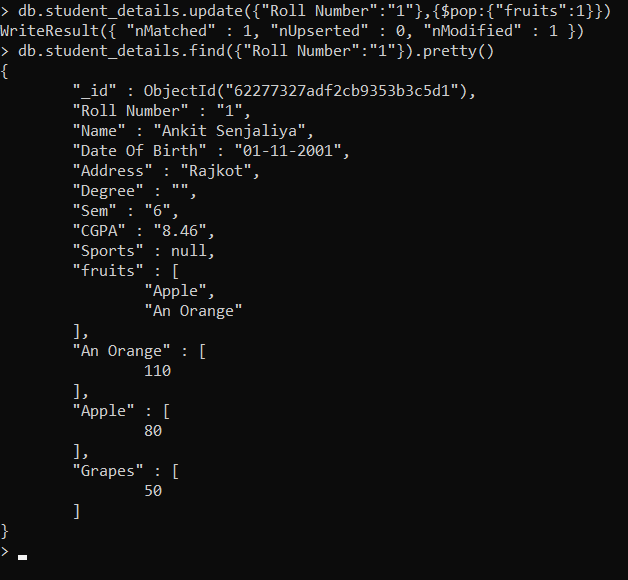 > db.student_details.update({"Roll Number":"1"},{$pop:{"fruits":1}})
WriteResult({ "nMatched" : 1, "nUpserted" : 0, "nModified" : 1 })
> db.student_details.find({"Roll Number":"1"}).pretty()
{
        "_id" : ObjectId("62277327adf2cb9353b3c5d1"),
        "Roll Number" : "1",
        "Name" : "Ankit Senjaliya",
        "Date Of Birth" : "01-11-2001",
        "Address" : "Rajkot",
        "Degree" : "",
        "Sem" : "6",
        "CGPA" : "8.46",
        "Sports" : null,
        "fruits" : [
                "Apple",
                "An Orange"
        ],
        "An Orange" : [
                110
        ],
        "Apple" : [
                80
        ],
        "Grapes" : [
                50
        ]
}
>